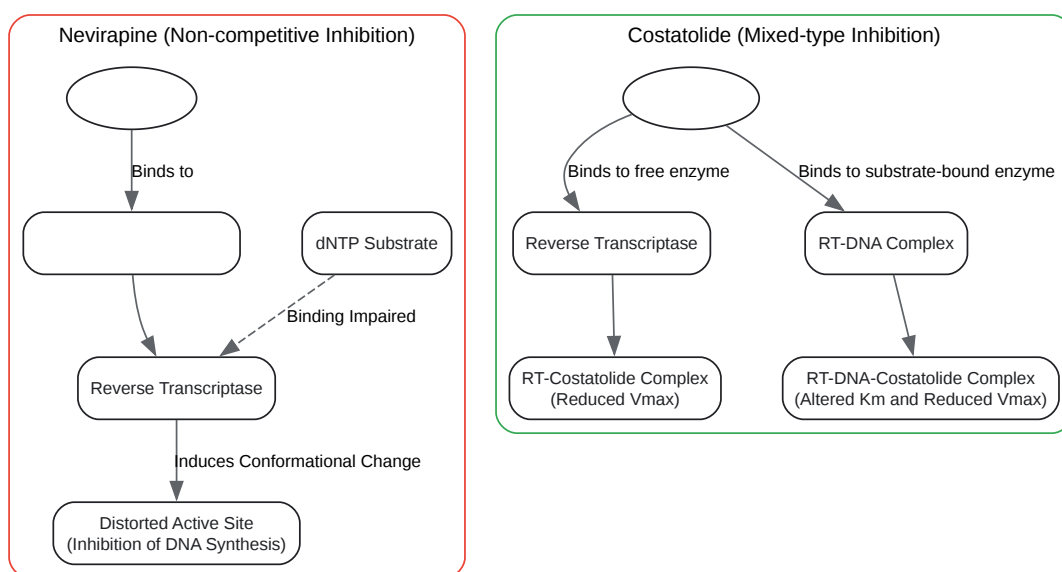 Nevirapine (Non-competitive Inhibition)
Binds to
dNTP Substrate
Binding Impaired
Reverse Transcriptase
Induces Conformational Change
Distorted Active Site
(Inhibition of DNA Synthesis)
Costatolide (Mixed-type Inhibition)
Binds to free enzyme
Binds to substrate-bound enzyme
Reverse Transcriptase
RT-DNA Complex
RT-Costatolide Complex
(Reduced Vmax)
RT-DNA-Costatolide Complex
(Altered Km and Reduced Vmax)